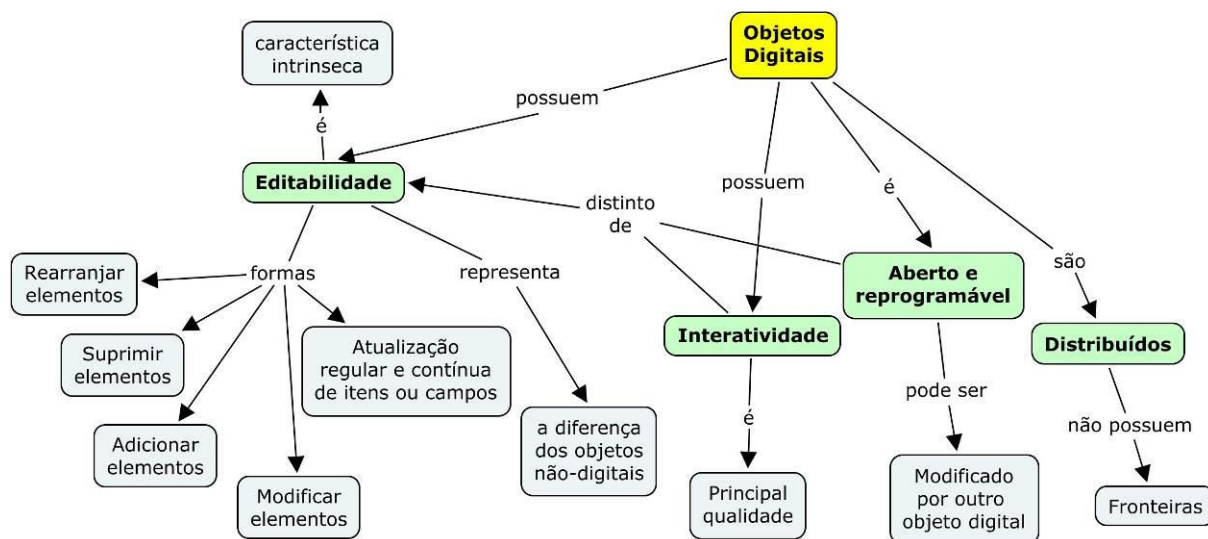 Objetos
Digitais
característica
intrinseca
possuem
é
Editabilidade
possuem
é
distinto
de
formas
representa
são
Rearranjar
elementos
Aberto e
reprogramável
Suprimir
elementos
Atualização
regular e contínua
de itens ou campos
Interatividade
Distribuídos
Adicionar
elementos
a diferença
dos objetos
não-digitais
é
pode ser
não possuem
Modificar
elementos
Principal
qualidade
Modificado
por outro
objeto digital
Fronteiras